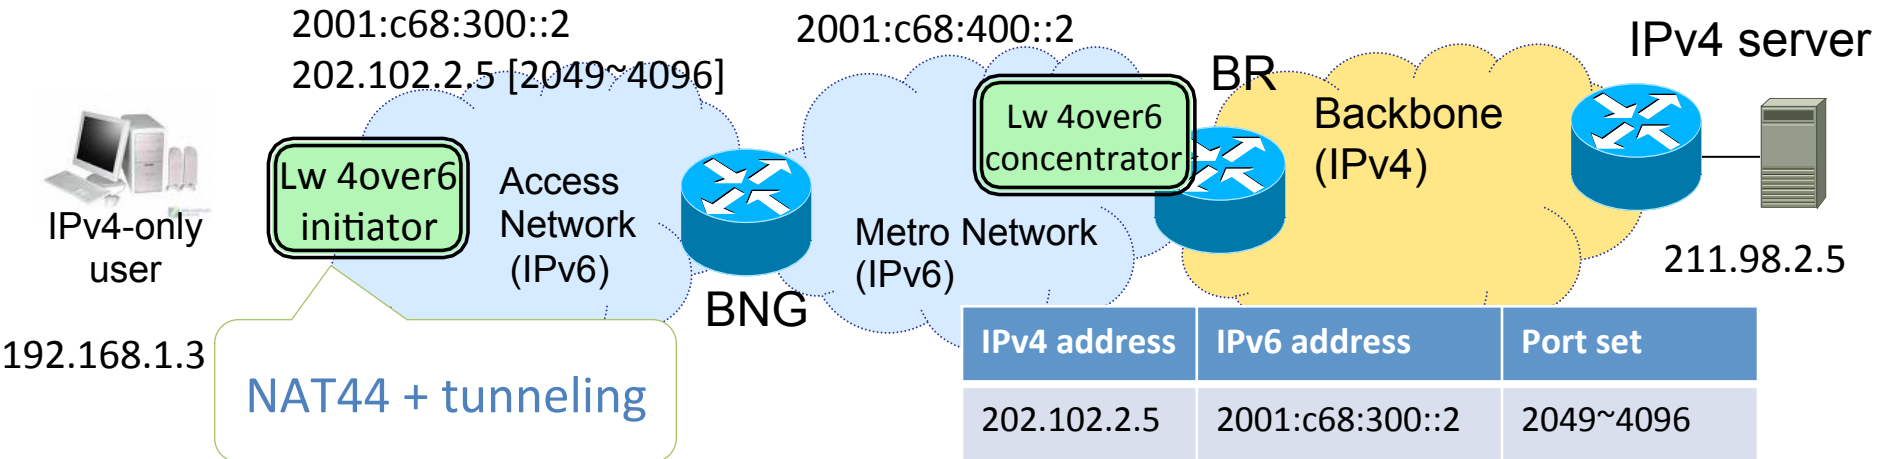 2001:c68:300::2
202.102.2.5 [2049~4096]
2001:c68:400::2
IPv4 server
BR
Lw 4over6
concentrator
Backbone
(IPv4)
Lw 4over6
initiator
Access
Network
(IPv6)
IPv4-only
user
Metro Network
(IPv6)
211.98.2.5
BNG
192.168.1.3
NAT44 + tunneling
IPv4 address IPv6 address Port set
202.102.2.5 2001:c68:300::2 2049~4096